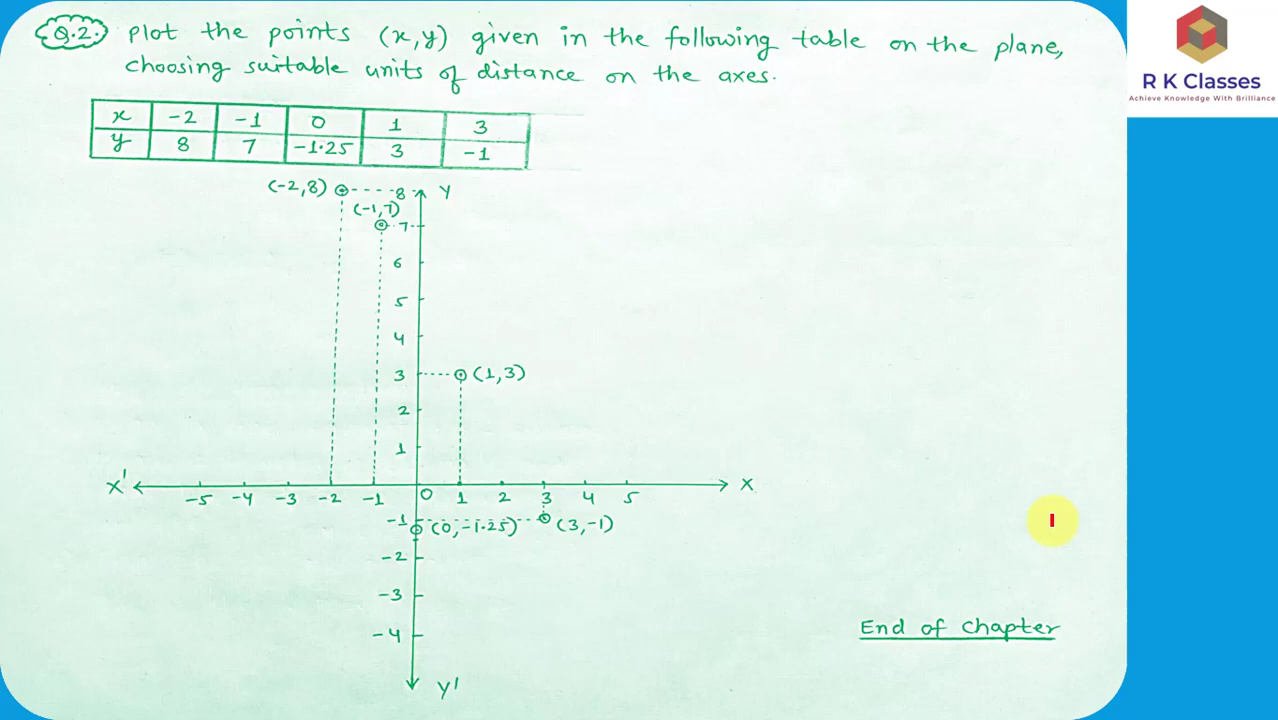 Q.2. Plot the points (x,y) given in the following table on the plane,
choosing suitable units of distance on the axes.
x -2 -1 0 1 3
y 8 7 -1.25 3 -1
(-2,8) 8 Y
(-1,7)
7
6
5
4
3 (1,3)
2
1
X' -5 -4 -3 -2 -1 0 1 2 3 4 5 X
-1 (0,-1.25) (3,-1)
-2
-3
-4
Y'
End of chapter
R K Classes
ACHIEVE KNOWLEDGE WITH BRILLIANCE